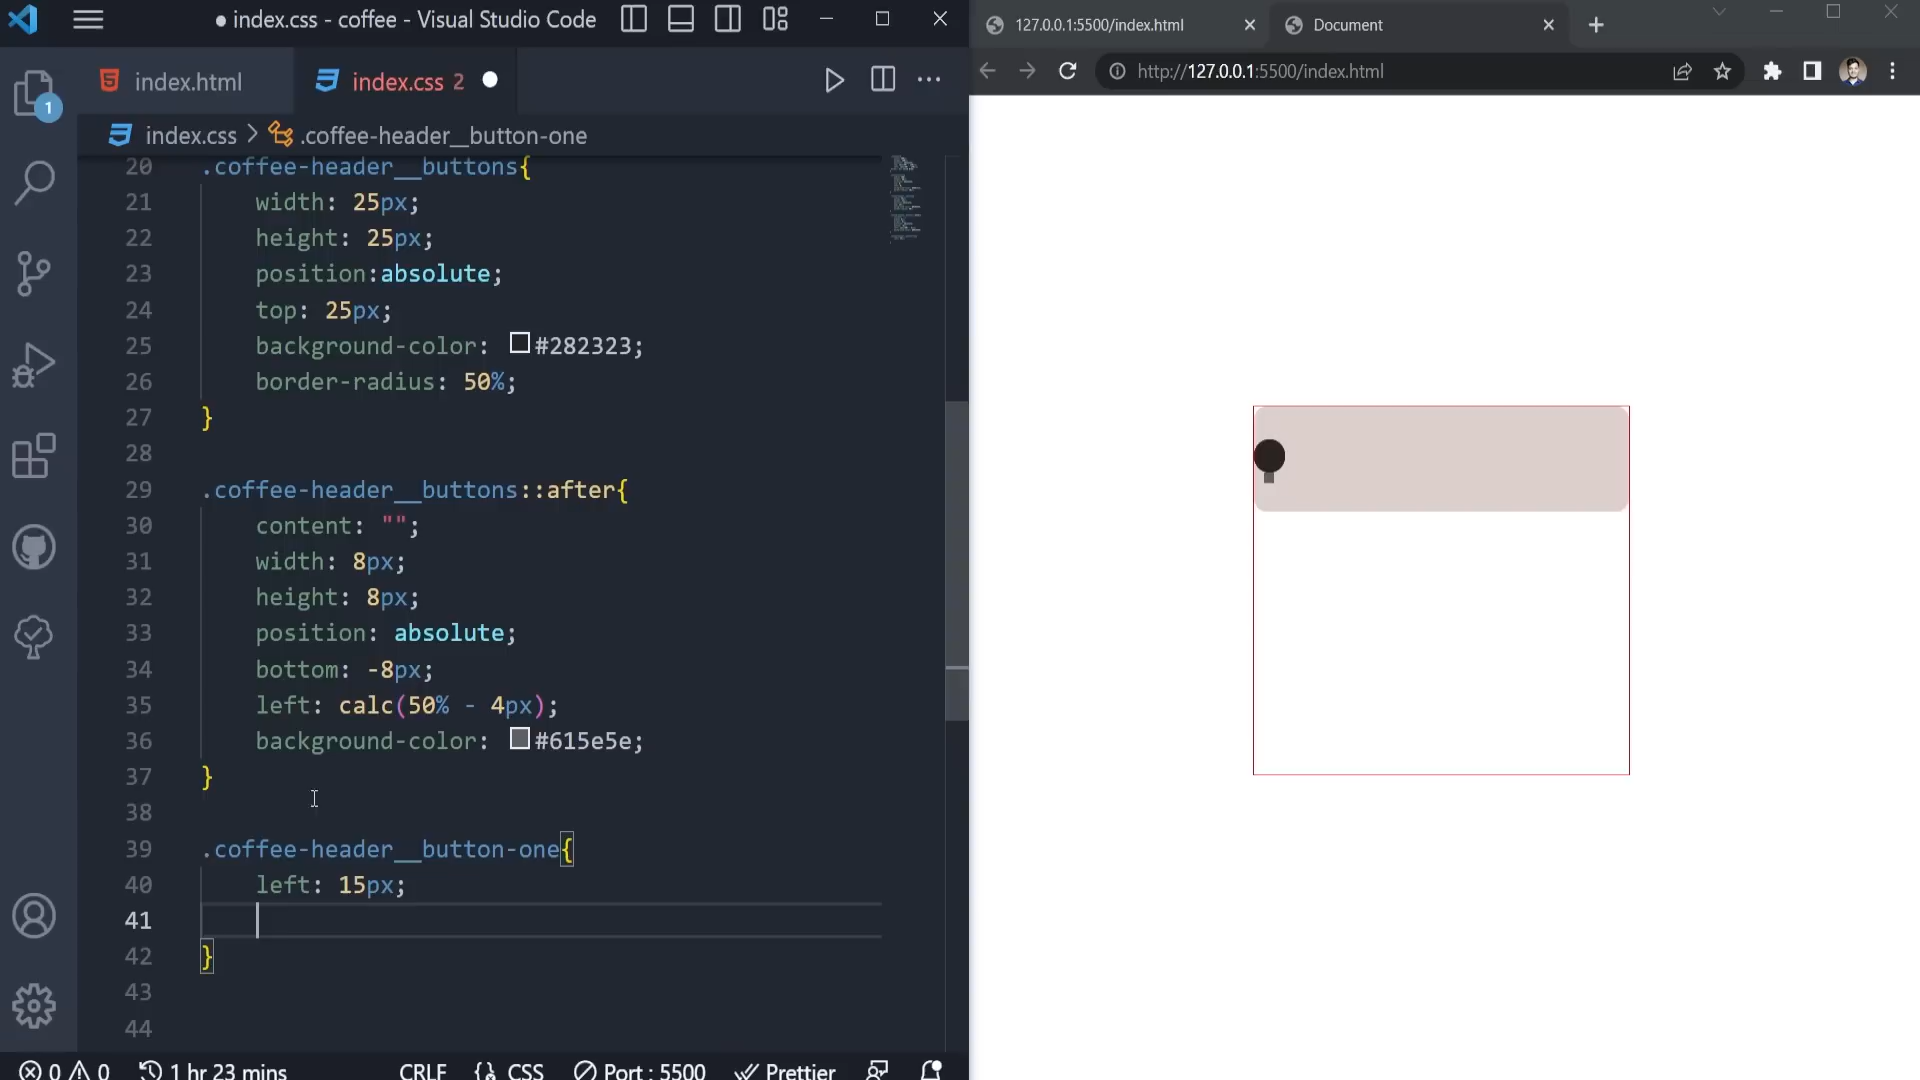 ● index.css - coffee - Visual Studio Code
index.html
index.css 2
index.css > .coffee-header__button-one
20 .coffee-header__buttons{
21 width: 25px;
22 height: 25px;
23 position:absolute;
24 top: 25px;
25 background-color: #282323;
26 border-radius: 50%;
27 }
28
29 .coffee-header__buttons::after{
30 content: "";
31 width: 8px;
32 height: 8px;
33 position: absolute;
34 bottom: -8px;
35 left: calc(50% - 4px);
36 background-color: #615e5e;
37 }
38
39 .coffee-header__button-one{
40 left: 15px;
41
42 }
43
44
1
0 0 1 hr 23 mins CRLF {} CSS Port : 5500 Prettier
127.0.0.1:5500/index.html
Document
http://127.0.0.1:5500/index.html